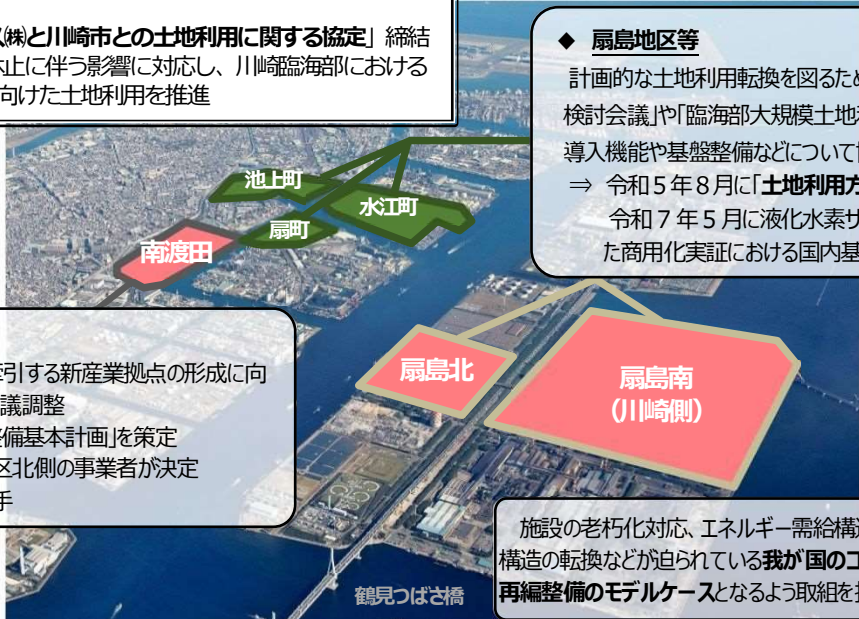 ㈱と川崎市との土地利用に関する協定」締結
止に伴う影響に対応し、川崎臨海部における
向けた土地利用を推進
◆ 扇島地区等
計画的な土地利用転換を図るため
検討会議」や「臨海部大規模土地
導入機能や基盤整備などについて
⇒ 令和5年8月に「土地利用方
令和7年5月に液化水素サ
た商用化実証における国内基
池上町
水江町
扇町
南渡田
引する新産業拠点の形成に向
議調整
備基本計画」を策定
区北側の事業者が決定
手
扇島北
扇島南
(川崎側)
施設の老朽化対応、エネルギー需給構造
構造の転換などが迫られている我が国のコ
再編整備のモデルケースとなるよう取組を
鶴見つばさ橋